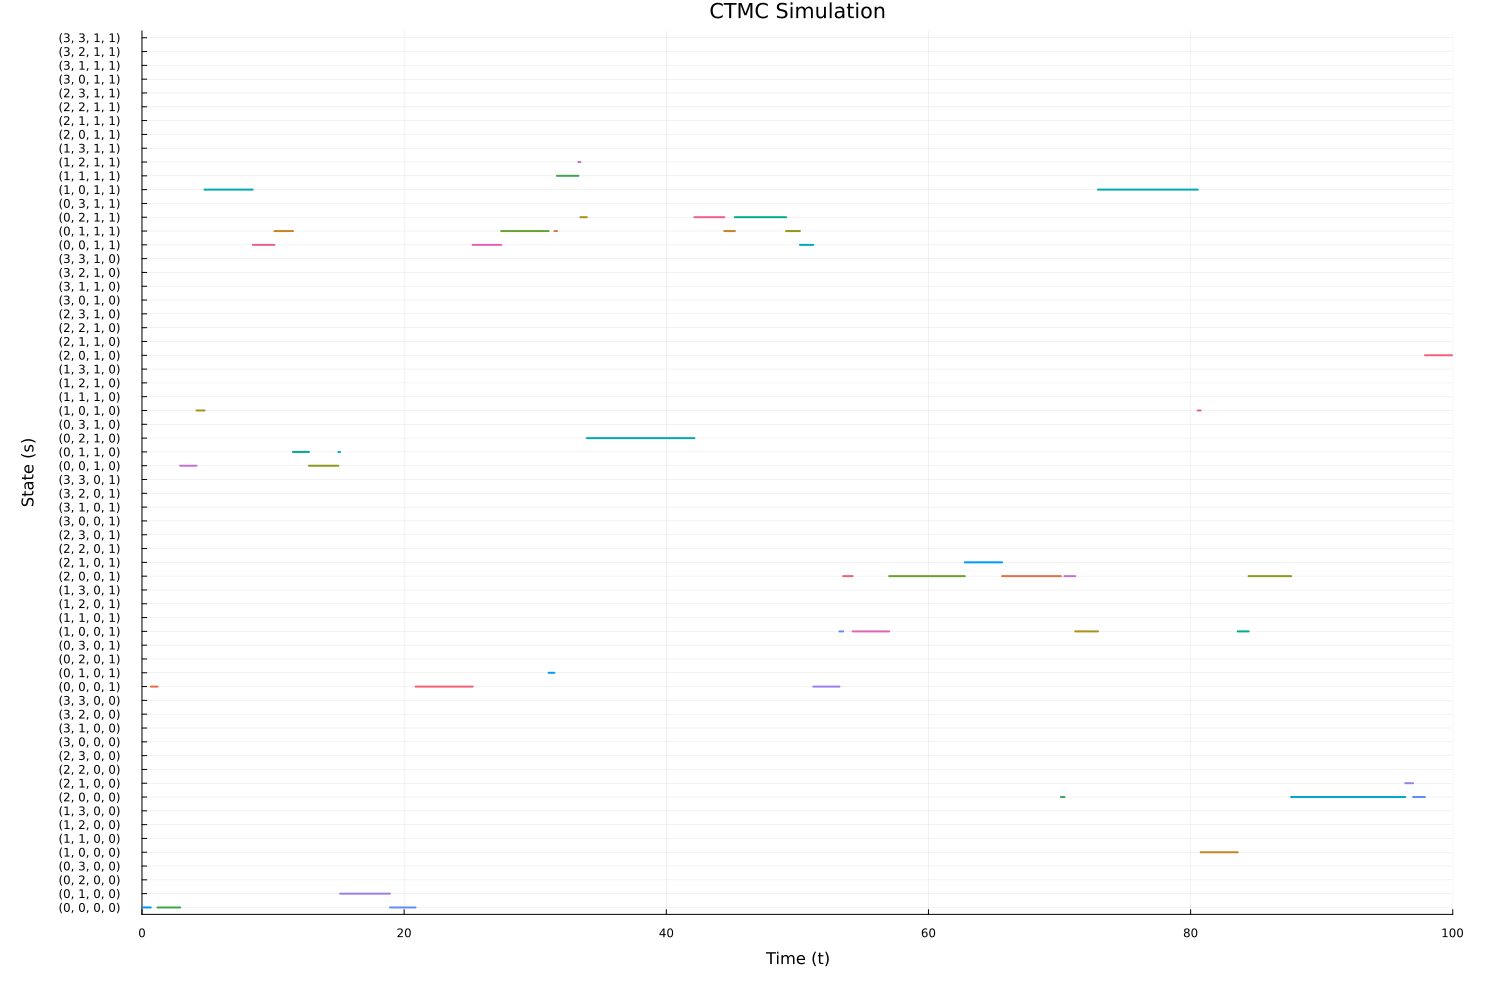 CTMC Simulation
(3, 3, 1, 1)
(3, 2, 1, 1)
(3, 1, 1, 1)
(3, 0, 1, 1)
(2, 3, 1, 1)
(2, 2, 1, 1)
(2, 1, 1, 1)
(2, 0, 1, 1)
(1, 3, 1, 1)
(1, 2, 1, 1)
(1, 1, 1, 1)
(1, 0, 1, 1)
(0, 3, 1, 1)
(0, 2, 1, 1)
(0, 1, 1, 1)
(0, 0, 1, 1)
(3, 3, 1, 0)
(3, 2, 1, 0)
(3, 1, 1, 0)
(3, 0, 1, 0)
(2, 3, 1, 0)
(2, 2, 1, 0)
(2, 1, 1, 0)
(2, 0, 1, 0)
(1, 3, 1, 0)
(1, 2, 1, 0)
(1, 1, 1, 0)
(1, 0, 1, 0)
(0, 3, 1, 0)
(0, 2, 1, 0)
(0, 1, 1, 0)
(0, 0, 1, 0)
(3, 3, 0, 1)
(3, 2, 0, 1)
(3, 1, 0, 1)
(3, 0, 0, 1)
(2, 3, 0, 1)
(2, 2, 0, 1)
(2, 1, 0, 1)
(2, 0, 0, 1)
(1, 3, 0, 1)
(1, 2, 0, 1)
(1, 1, 0, 1)
(1, 0, 0, 1)
(0, 3, 0, 1)
(0, 2, 0, 1)
(0, 1, 0, 1)
(0, 0, 0, 1)
(3, 3, 0, 0)
(3, 2, 0, 0)
(3, 1, 0, 0)
(3, 0, 0, 0)
(2, 3, 0, 0)
(2, 2, 0, 0)
(2, 1, 0, 0)
(2, 0, 0, 0)
(1, 3, 0, 0)
(1, 2, 0, 0)
(1, 1, 0, 0)
(1, 0, 0, 0)
(0, 3, 0, 0)
(0, 2, 0, 0)
(0, 1, 0, 0)
(0, 0, 0, 0)
State (s)
0 20 40 60 80 100
Time (t)